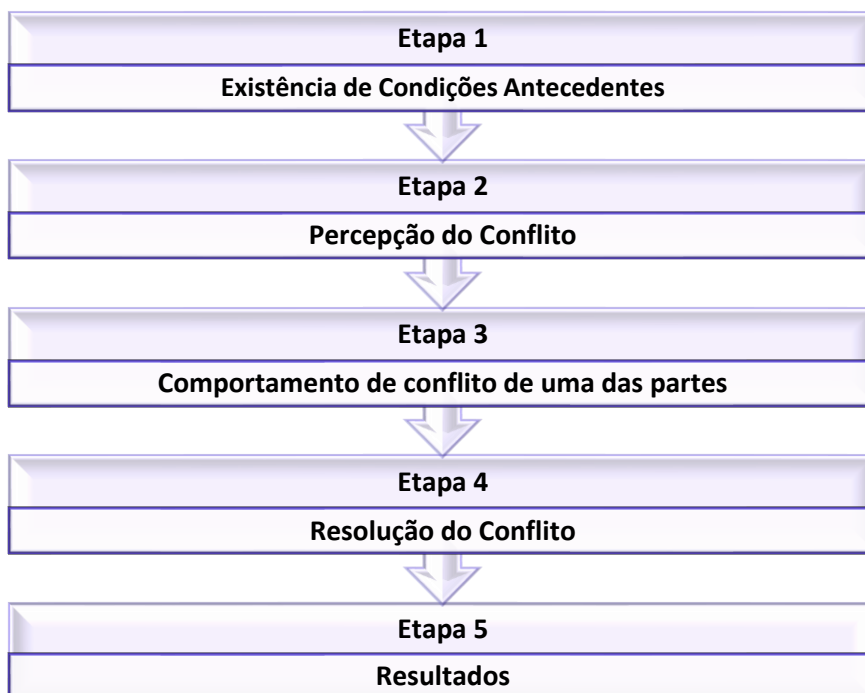 Etapa 1
Existência de Condições Antecedentes
Etapa 2
Percepção do Conflito
Etapa 3
Comportamento de conflito de uma das partes
Etapa 4
Resolução do Conflito
Etapa 5
Resultados